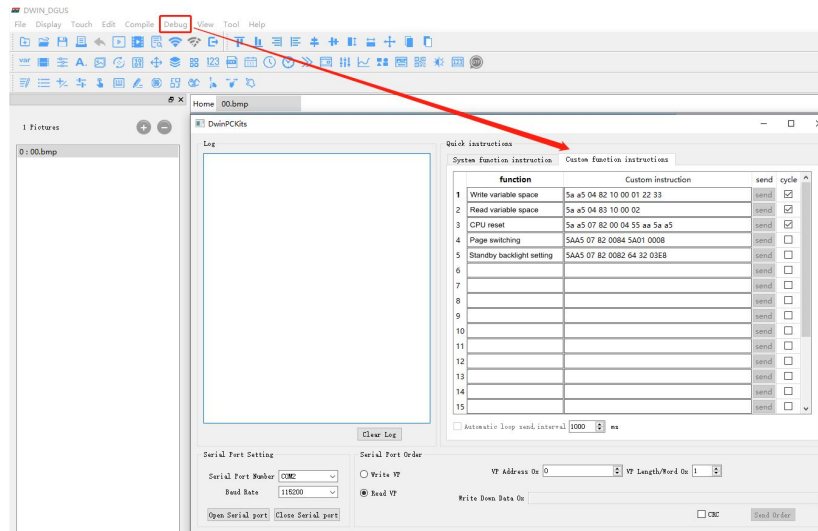 DWIN_DGUS
File Display Touch Edit Compile Debug View Tool Help
Home 00.bmp
1 Pictures
0 : 00.bmp
DwinPCKits
Log
Quick instructions
System function instruction Custom function instructions
function Custom instruction send cycle
1 Write variable space 5a a5 04 82 10 00 01 22 33 send
2 Read variable space 5a a5 04 83 10 00 02 send
3 CPU reset 5a a5 07 82 00 04 55 aa 5a a5 send
4 Page switching 5AA5 07 82 0084 5A01 0008 send
5 Standby backlight setting 5AA5 07 82 0082 64 32 03E8 send
6 send
7 send
8 send
9 send
10 send
11 send
12 send
13 send
14 send
15 send
Automatic loop send, interval 1000 ms
Clear Log
Serial Port Setting
Serial Port Number COM2
Baud Rate 115200
Open Serial port Close Serial port
Serial Port Order
Write VP
Read VP
VP Address 0x 0 VP Length/Word 0x 1
Write Down Data 0x
CRC Send Order